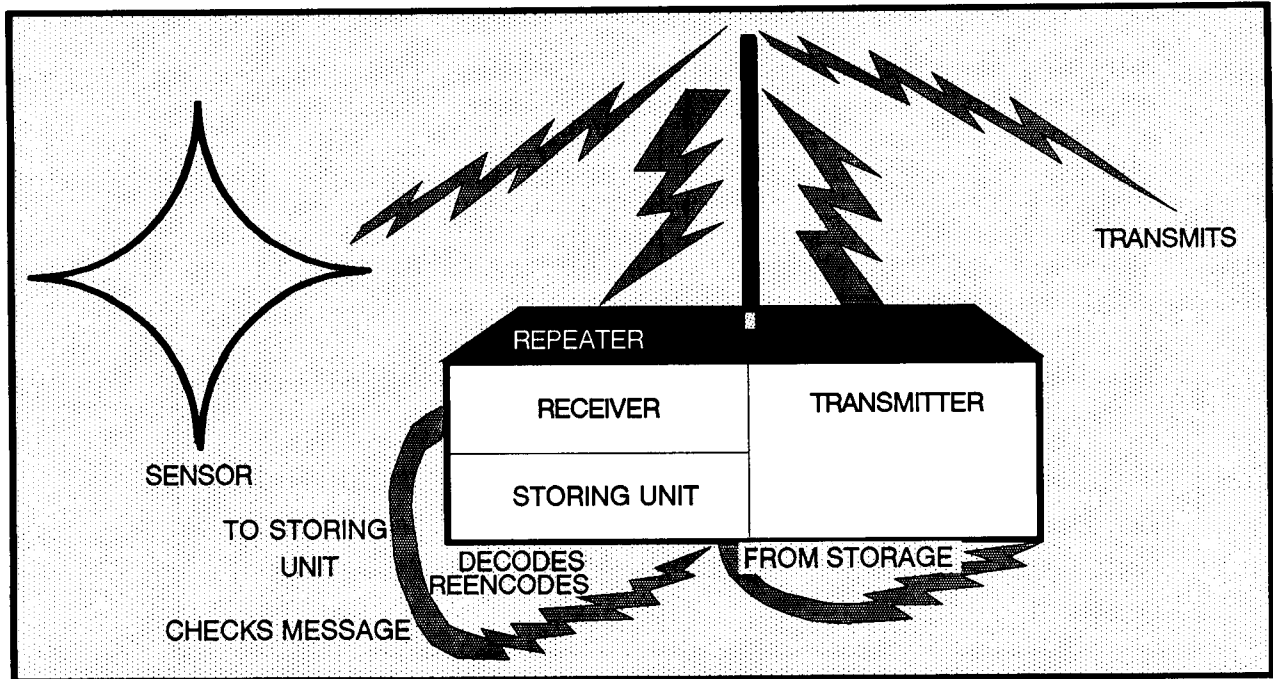 TRANSMITS
REPEATER
RECEIVER
TRANSMITTER
SENSOR
STORING UNIT
TO STORING
UNIT
DECODES
REENCODES
FROM STORAGE
CHECKS MESSAGE